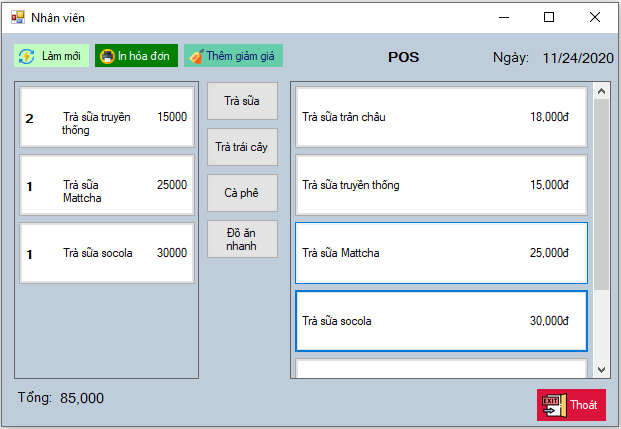 Nhân viên
Làm mới
In hóa đơn
Thêm giảm giá
POS
Ngày: 11/24/2020
2 Trà sữa truyền thống 15000
1 Trà sữa Mattcha 25000
1 Trà sữa socola 30000
Trà sữa
Trà trái cây
Cà phê
Đồ ăn nhanh
Trà sữa trân châu 18,000đ
Trà sữa truyền thống 15,000đ
Trà sữa Mattcha 25,000đ
Trà sữa socola 30,000đ
Tổng: 85,000
EXIT
Thoát